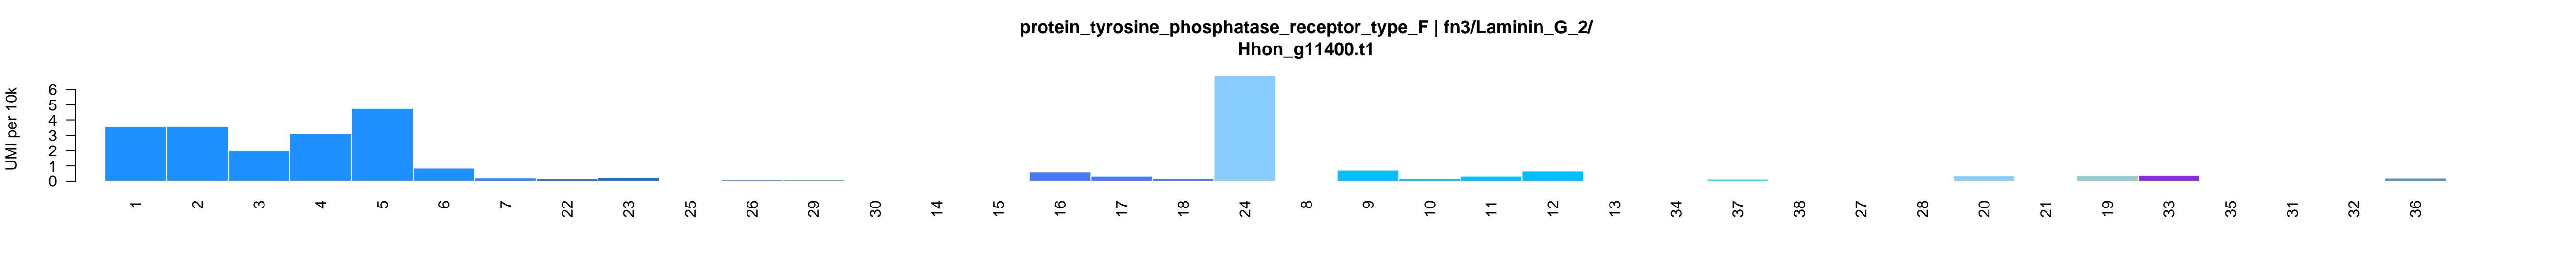 protein_tyrosine_phosphatase_receptor_type_F | fn3/Laminin_G_2/
Hhon_g11400.t1
UMI per 10k
6
5
4
3
2
1
0
1 2 3 4 5 6 7 22 23 25 26 29 30 14 15 16 17 18 24 8 9 10 11 12 13 34 37 38 27 28 20 21 19 33 35 31 32 36